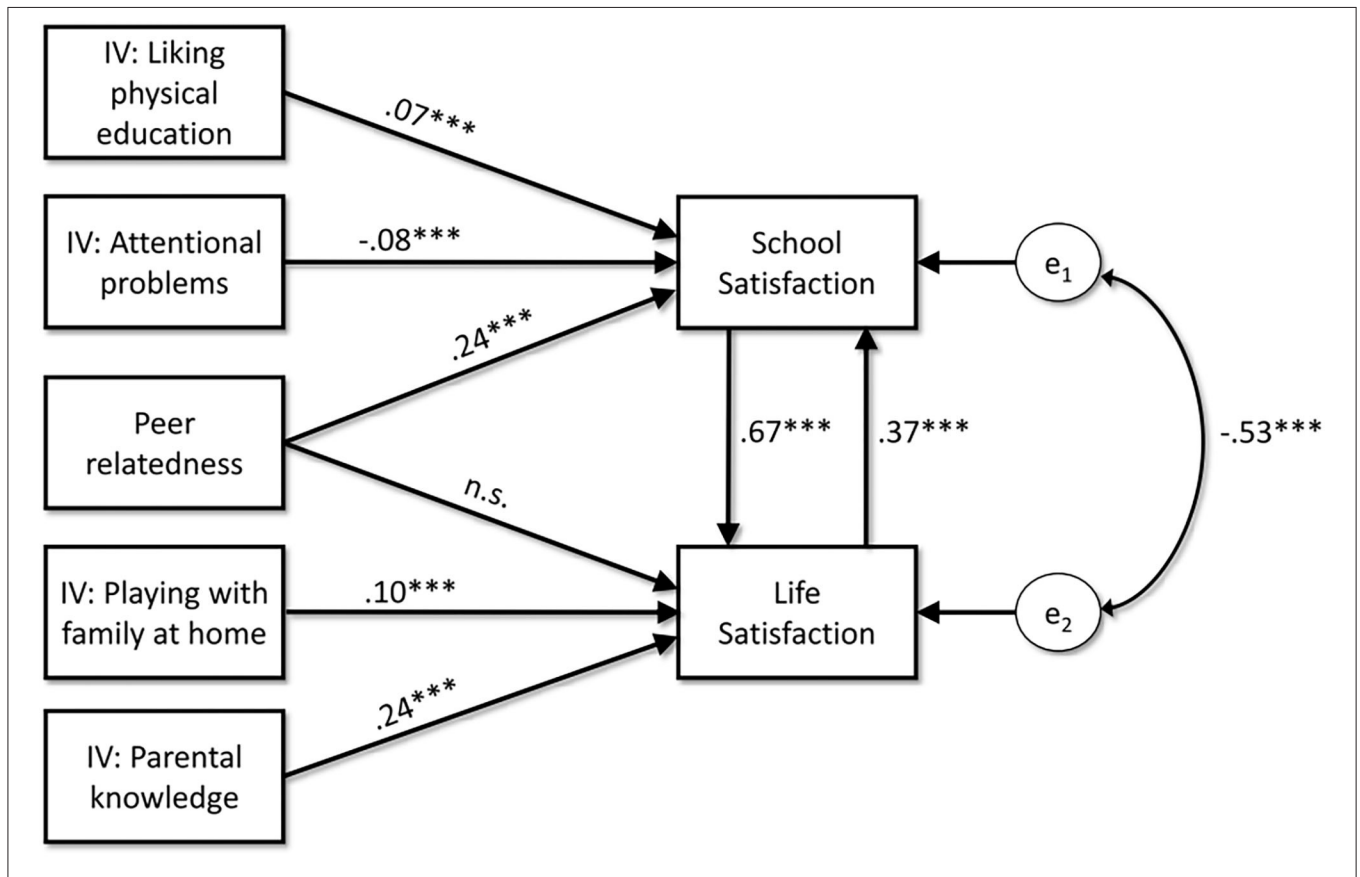 IV: Liking
physical
education
.07***
IV: Attentional
problems
-.08***
School
Satisfaction
e₁
.24***
Peer
relatedness
.67***
.37***
-.53***
n.s.
IV: Playing with
family at home
.10***
Life
Satisfaction
e₂
.24***
IV: Parental
knowledge